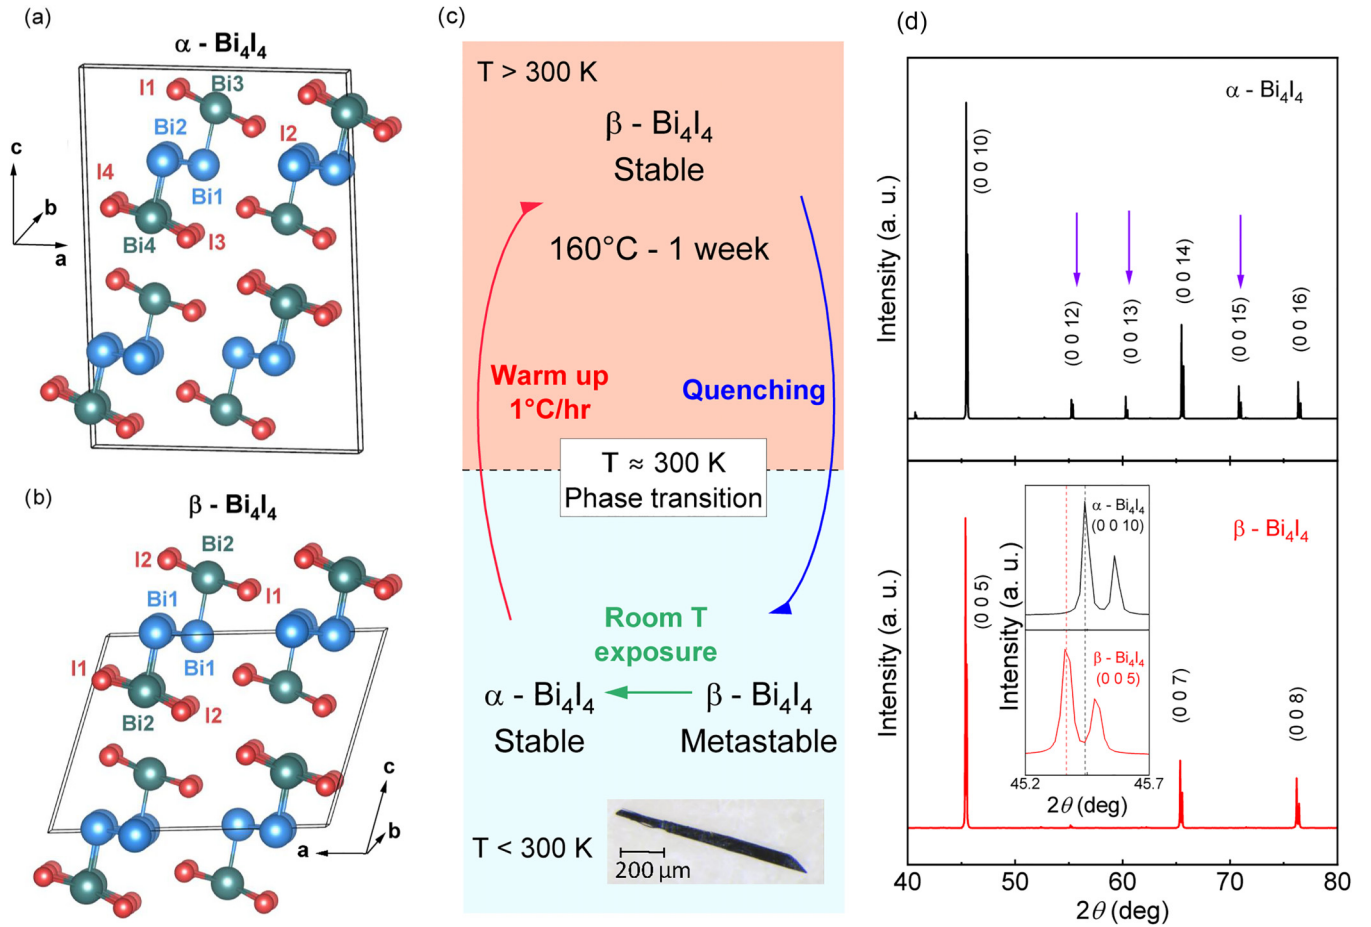 (a)
α - Bi₄I₄
I1
Bi3
Bi2
I2
I4
Bi1
Bi4
I3
c
b
a
(b)
β - Bi₄I₄
Bi2
I2
I1
Bi1
Bi1
I1
I2
Bi2
c
b
a
(c)
T > 300 K
β - Bi₄I₄
Stable
160°C - 1 week
Warm up
1°C/hr
Quenching
T ≈ 300 K
Phase transition
Room T
exposure
α - Bi₄I₄
Stable
β - Bi₄I₄
Metastable
T < 300 K
200 µm
(d)
α - Bi₄I₄
Intensity (a. u.)
(0 0 10)
(0 0 12)
(0 0 13)
(0 0 14)
(0 0 15)
(0 0 16)
β - Bi₄I₄
Intensity (a. u.)
(0 0 5)
(0 0 7)
(0 0 8)
Intensity (a. u.)
α - Bi₄I₄
(0 0 10)
β - Bi₄I₄
(0 0 5)
45.2
45.7
2θ (deg)
40
50
60
70
80
2θ (deg)